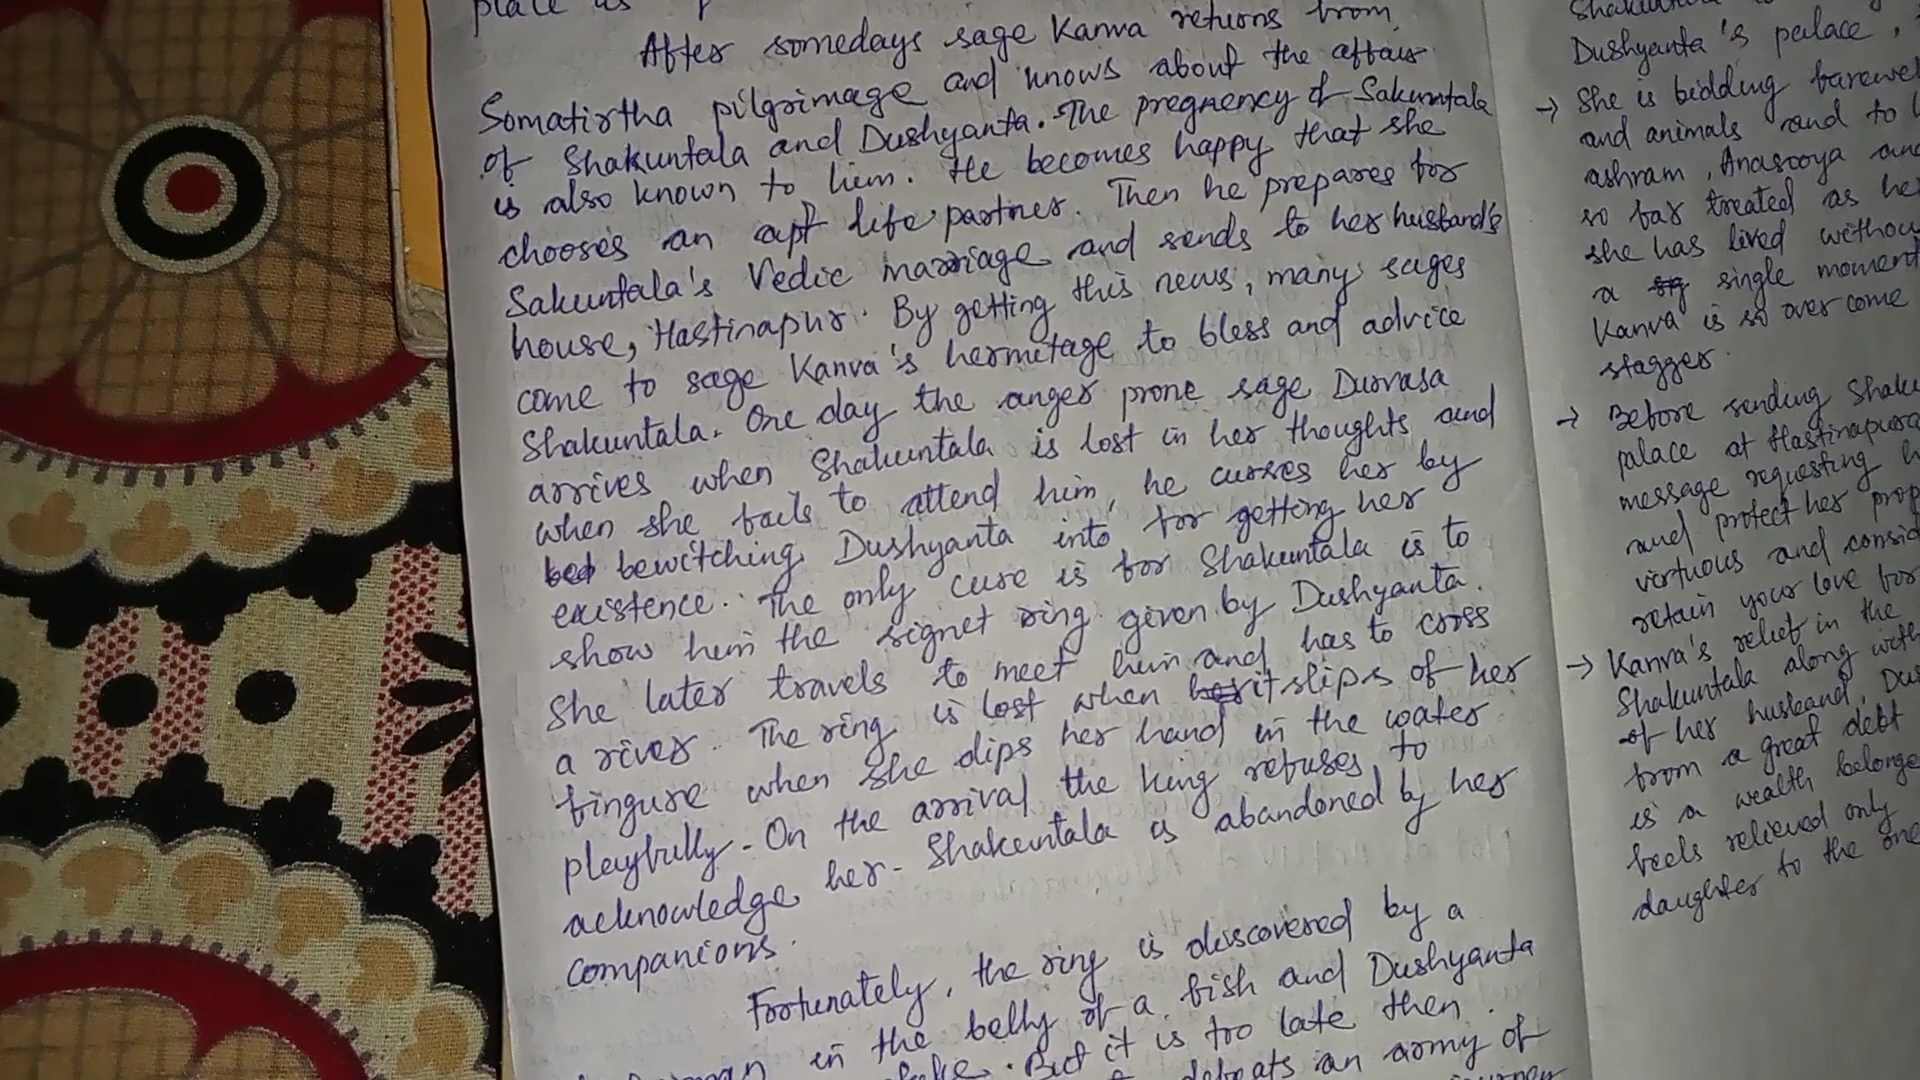 place as
After somedays sage Kanva returns from
Somatirtha pilgrimage and knows about the affair
of Shakuntala and Dushyanta. The pregnency of Sakuntala
is also known to him. He becomes happy that she
chooses an apt life partner. Then he prepares for
Sakuntala's Vedic marriage and sends to her husband's
house, Hastinapur. By getting this news, many sages
come to sage Kanva's hermitage to bless and advice
Shakuntala. One day the anger prone sage Durvasa
arrives when Shakuntala is lost in her thoughts and
when she fails to attend him, he curses her by
bewitching Dushyanta into for getting her
existence. The only cure is for Shakuntala is to
show him the signet ring given by Dushyanta.
She later travels to meet him and has to cross
a river. The ring is lost when it slips of her
fingure when she dips her hand in the water
playfully. On the arrival the king refuses to
acknowledge her. Shakuntala is abandoned by her
companions.
Fortunately, the ring is discovered by a
in the belly of a fish and Dushyanta
But it is too late then.
defeats an army of
Dushyanta's palace,
→ She is bidding farewel
and animals and to
ashram, Anasooya and
so far treated as he
she has lived withou
a single moment
Kanva is so over come
stagger.
→ Before sending Shaku
palace at Hastinapura
message requesting h
and protect her prop
virtuous and consid
retain your love for
→ Kanva's relief in the
Shakuntala along with
of her husband, Dus
from a great debt
is a wealth belonge
feels relieved only
daughter to the one